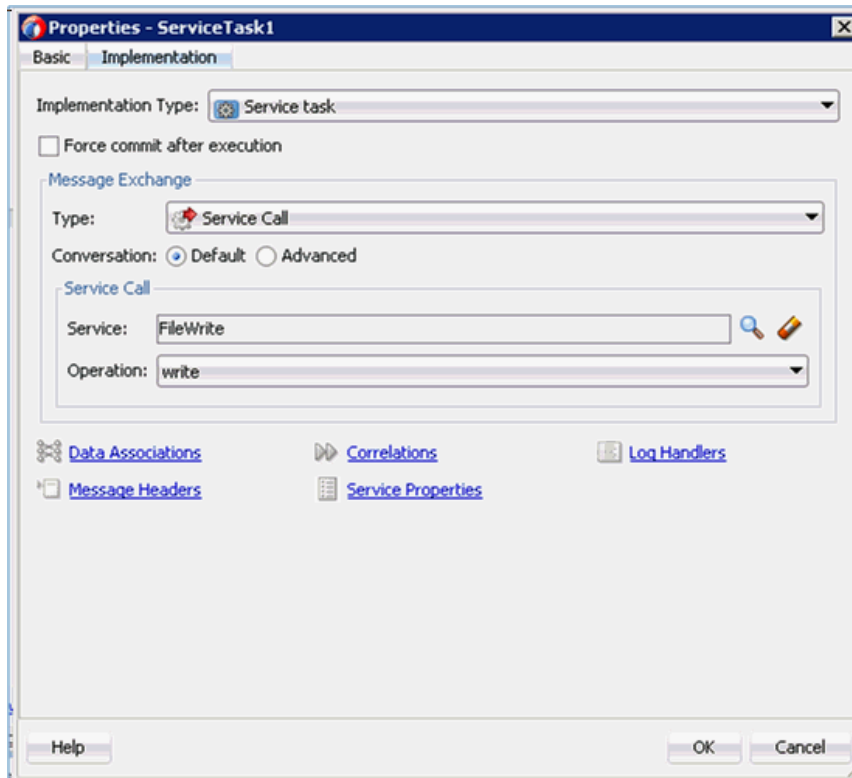 Properties - ServiceTask1
Basic Implementation
Implementation Type: Service task
Force commit after execution
Message Exchange
Type: Service Call
Conversation: Default Advanced
Service Call
Service: FileWrite
Operation: write
Data Associations Correlations Log Handlers
Message Headers Service Properties
Help OK Cancel